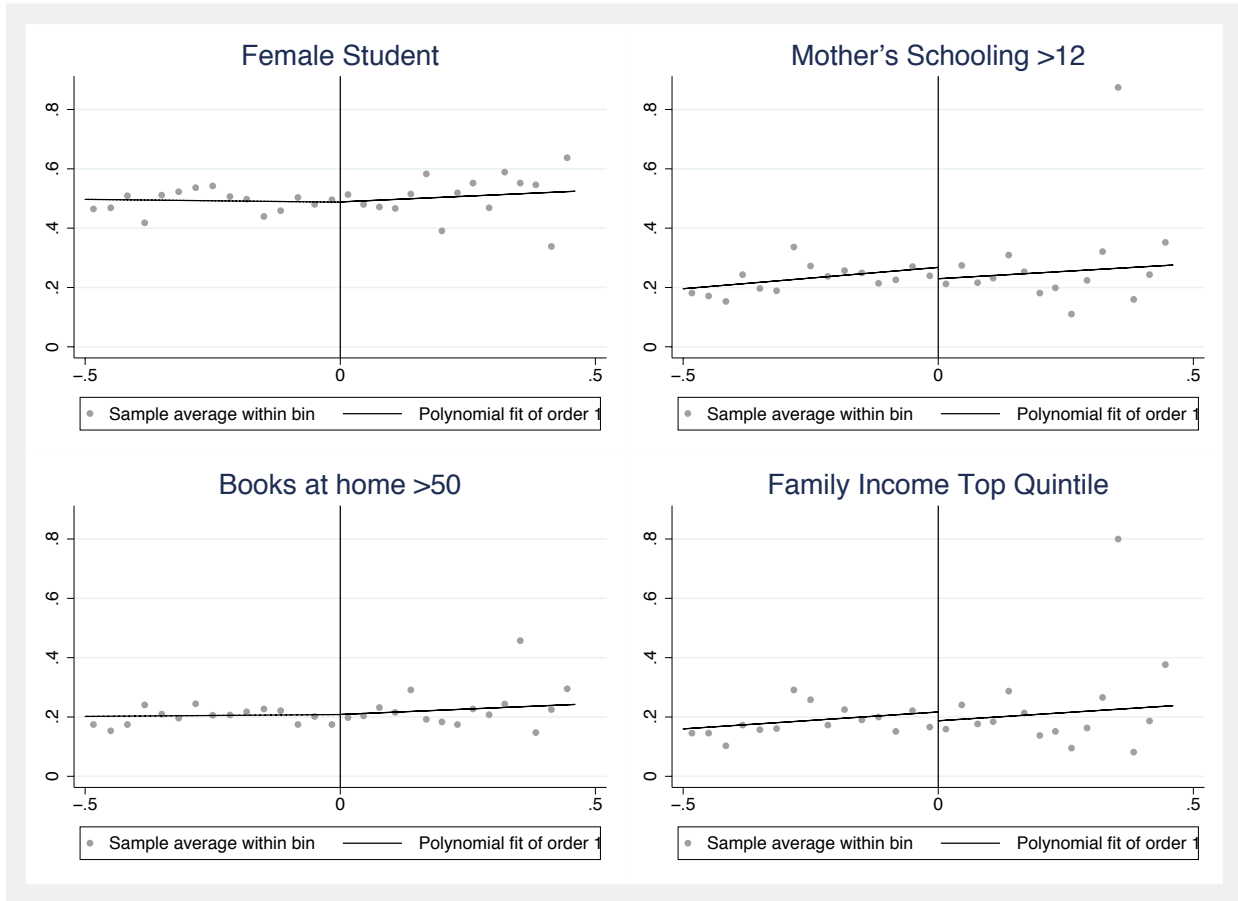 Female Student
.8
.6
.4
.2
0
−.5 0 .5
Sample average within bin Polynomial fit of order 1
Mother’s Schooling >12
.8
.6
.4
.2
0
−.5 0 .5
Sample average within bin Polynomial fit of order 1
Books at home >50
.8
.6
.4
.2
0
−.5 0 .5
Sample average within bin Polynomial fit of order 1
Family Income Top Quintile
.8
.6
.4
.2
0
−.5 0 .5
Sample average within bin Polynomial fit of order 1